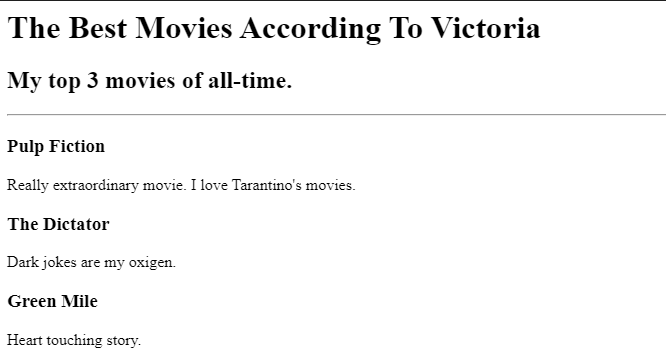 The Best Movies According To Victoria
My top 3 movies of all-time.
Pulp Fiction
Really extraordinary movie. I love Tarantino's movies.
The Dictator
Dark jokes are my oxigen.
Green Mile
Heart touching story.